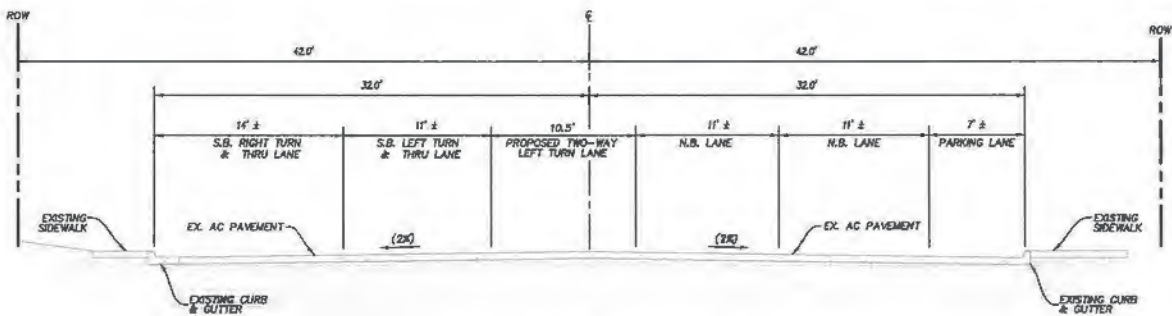 ROW
℄
ROW
42.0'
42.0'
32.0'
32.0'
14' ±
S.B. RIGHT TURN
& THRU LANE
11' ±
S.B. LEFT TURN
& THRU LANE
10.5'
PROPOSED TWO-WAY
LEFT TURN LANE
11' ±
N.B. LANE
11' ±
N.B. LANE
7' ±
PARKING LANE
EXISTING
SIDEWALK
EX. AC PAVEMENT
(2%)
(2%)
EX. AC PAVEMENT
EXISTING
SIDEWALK
EXISTING CURB
& GUTTER
EXISTING CURB
& GUTTER